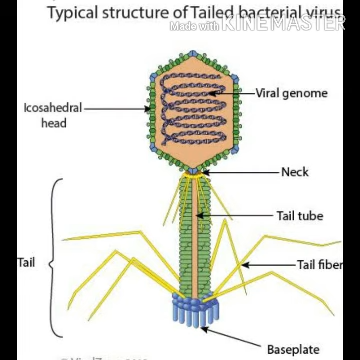 Typical structure of Tailed bacterial virus
Made with KINEMASTER
Viral genome
Icosahedral
head
Neck
Tail tube
Tail
Tail fiber
Baseplate